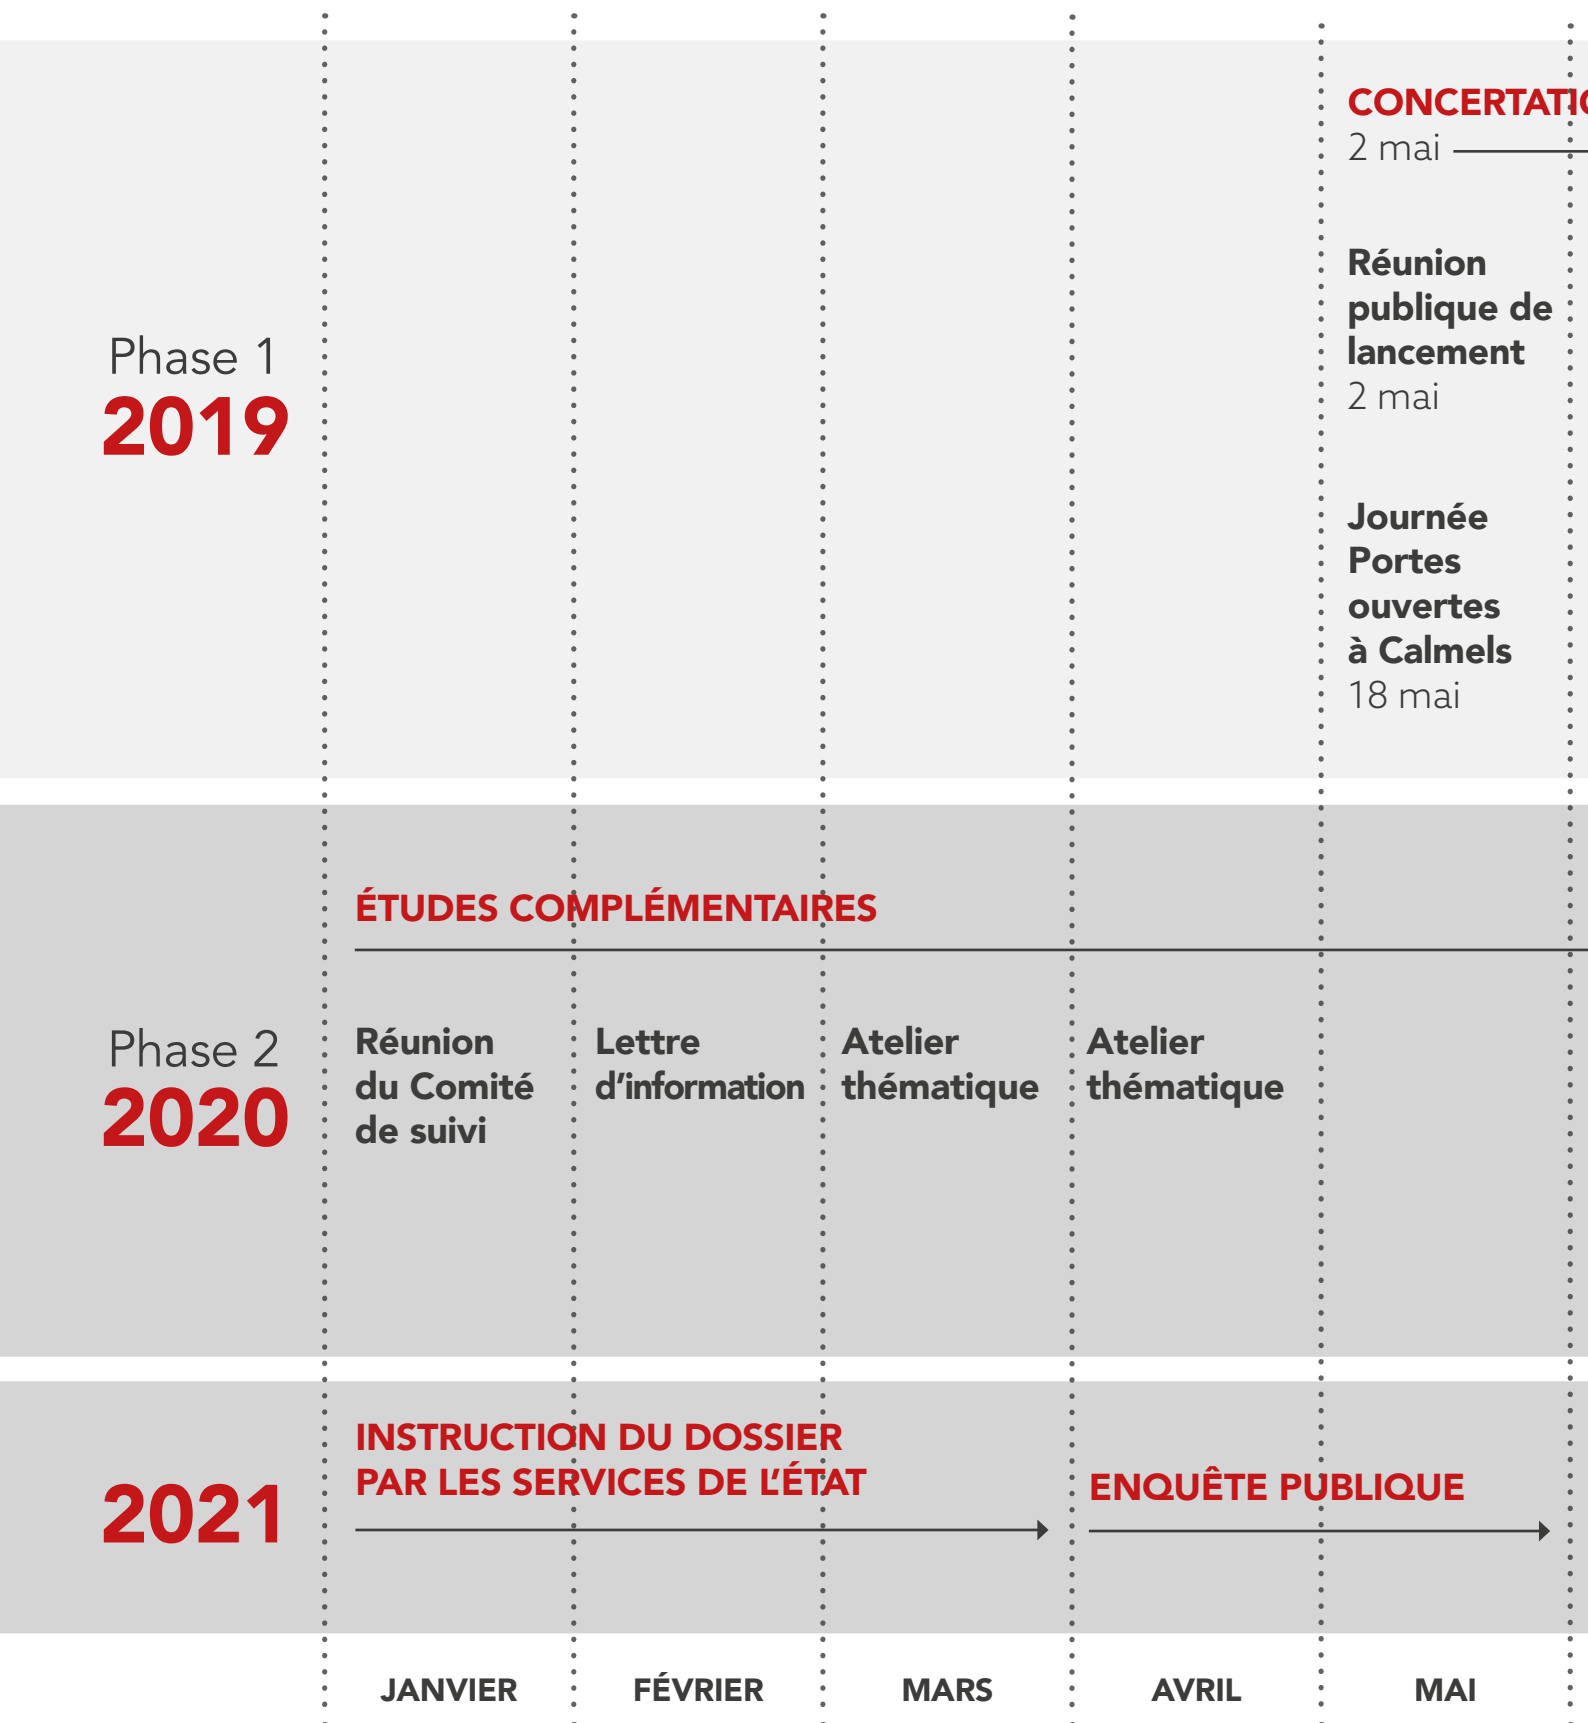 CONCERTATIO
2 mai
Réunion
publique de
lancement
2 mai
Phase 1
2019
Journée
Portes
ouvertes
à Calmels
18 mai
ÉTUDES COMPLÉMENTAIRES
Phase 2
2020
Réunion
du Comité
de suivi
Lettre
d’information
Atelier
thématique
Atelier
thématique
2021
INSTRUCTION DU DOSSIER
PAR LES SERVICES DE L’ÉTAT
ENQUÊTE PUBLIQUE
JANVIER
FÉVRIER
MARS
AVRIL
MAI